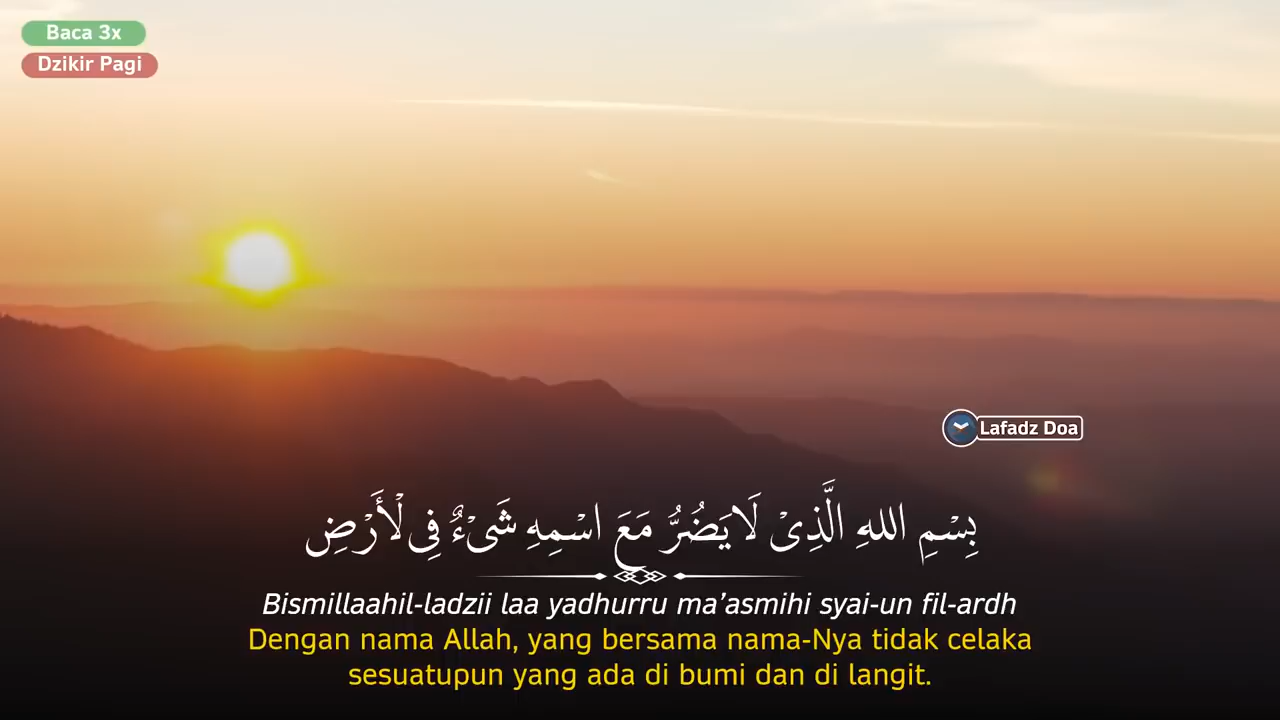 Baca 3x
Dzikir Pagi
Lafadz Doa
بِسْمِ اللهِ الَّذِىْ لَا يَضُرُّ مَعَ اسْمِهِ شَىْءٌ فِى لْأَرْضِ
Bismillaahil-ladzii laa yadhurru ma’asmihi syai-un fil-ardh
Dengan nama Allah, yang bersama nama-Nya tidak celaka
sesuatupun yang ada di bumi dan di langit.